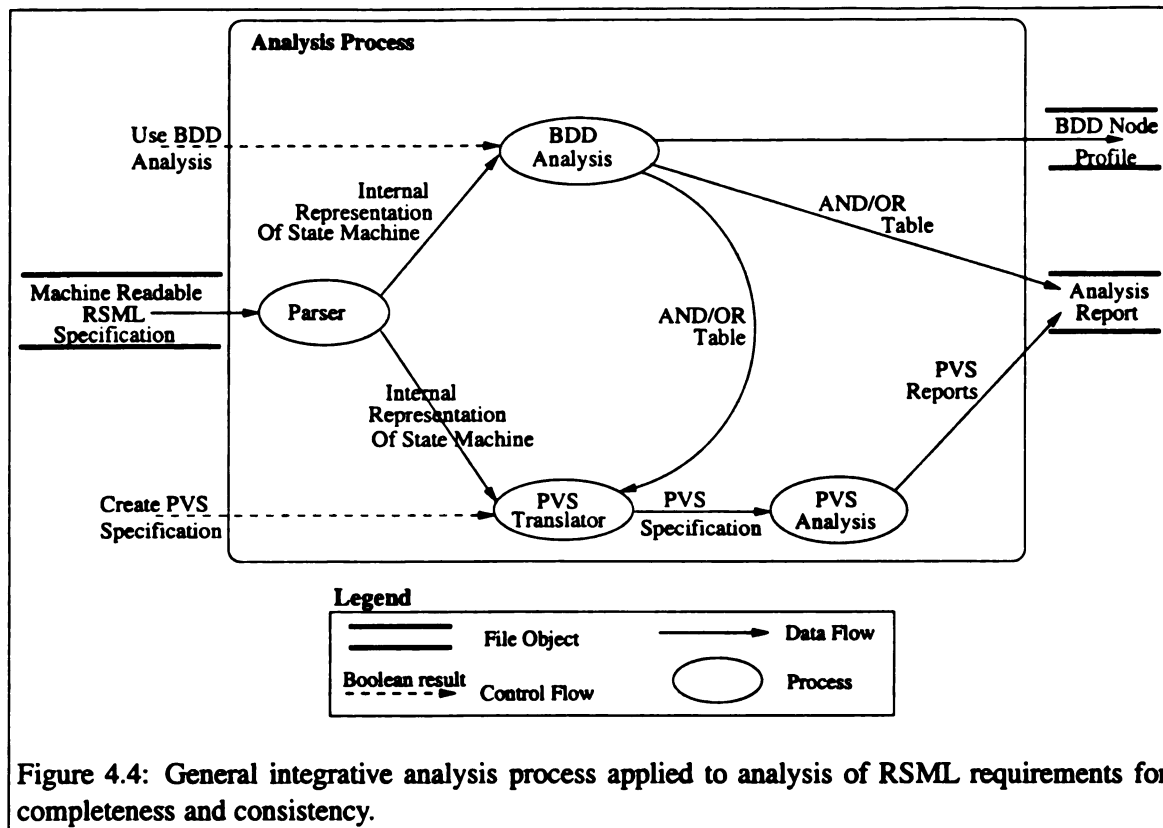 Analysis Process
Use BDD
Analysis
BDD
Analysis
BDD Node
Profile
Internal
Representation
Of State Machine
AND/OR
Table
Machine Readable
RSML
Specification
Parser
AND/OR
Table
Analysis
Report
Internal
Representation
Of State Machine
PVS
Reports
Create PVS
Specification
PVS
Translator
PVS
Specification
PVS
Analysis
Legend
File Object
Data Flow
Boolean result
Control Flow
Process
Figure 4.4: General integrative analysis process applied to analysis of RSML requirements for
completeness and consistency.